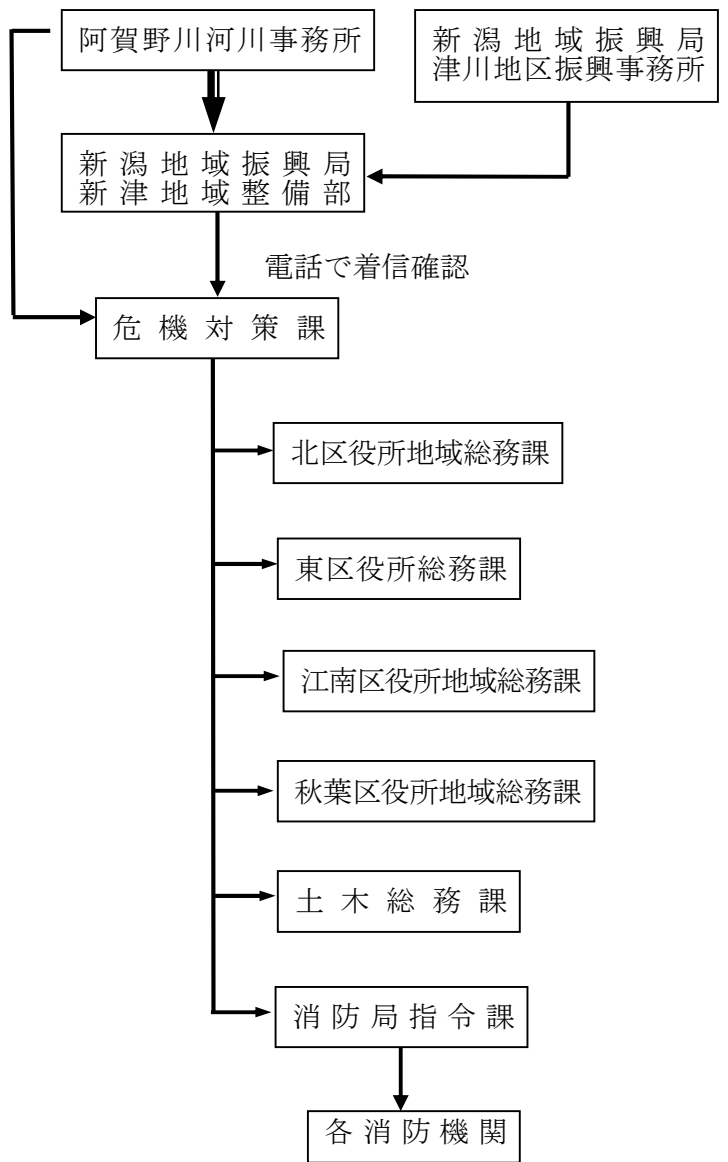 阿賀野川河川事務所
新潟地域振興局
津川地区振興事務所
新潟地域振興局
新津地域整備部
電話で着信確認
危機対策課
北区役所地域総務課
東区役所総務課
江南区役所地域総務課
秋葉区役所地域総務課
土木総務課
消防局指令課
各消防機関